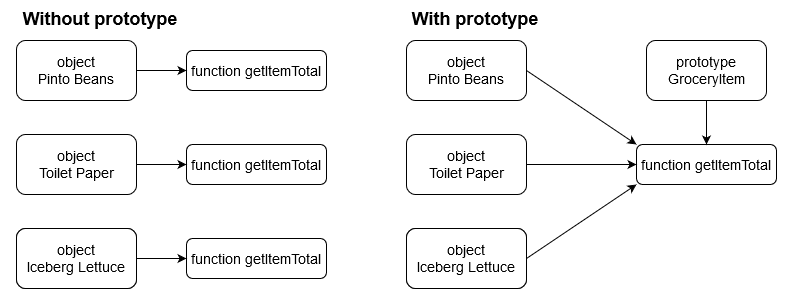 Without prototype
object
Pinto Beans
function getItemTotal
object
Toilet Paper
function getItemTotal
object
Iceberg Lettuce
function getItemTotal
With prototype
object
Pinto Beans
prototype
GroceryItem
object
Toilet Paper
function getItemTotal
object
Iceberg Lettuce